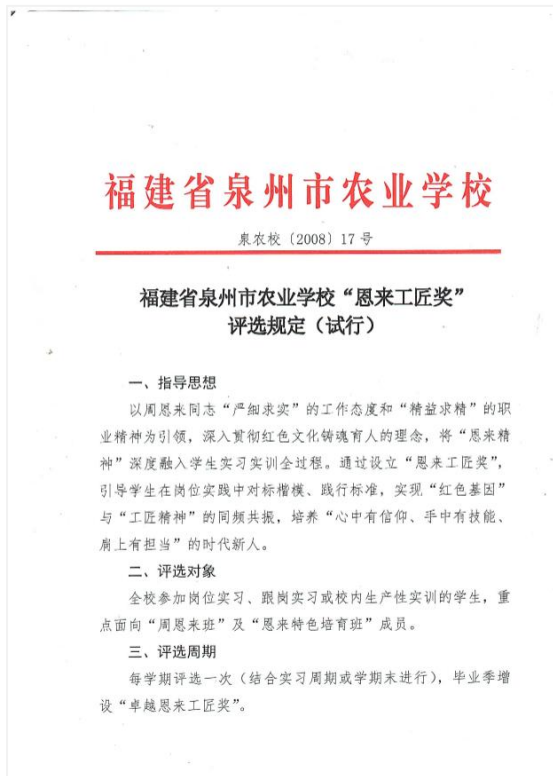 福建省泉州市农业学校
泉农校〔2008〕17号
福建省泉州市农业学校“恩来工匠奖”
评选规定（试行）
一、指导思想
以周恩来同志“严细求实”的工作态度和“精益求精”的职
业精神为引领，深入贯彻红色文化铸魂育人的理念，将“恩来精
神”深度融入学生实习实训全过程。通过设立“恩来工匠奖”，
引导学生在岗位实践中对标楷模、践行标准，实现“红色基因”
与“工匠精神”的同频共振，培养“心中有信仰、手中有技能、
肩上有担当”的时代新人。
二、评选对象
全校参加岗位实习、跟岗实习或校内生产性实训的学生，重
点面向“周恩来班”及“恩来特色培育班”成员。
三、评选周期
每学期评选一次（结合实习周期或学期末进行），毕业季增
设“卓越恩来工匠奖”。